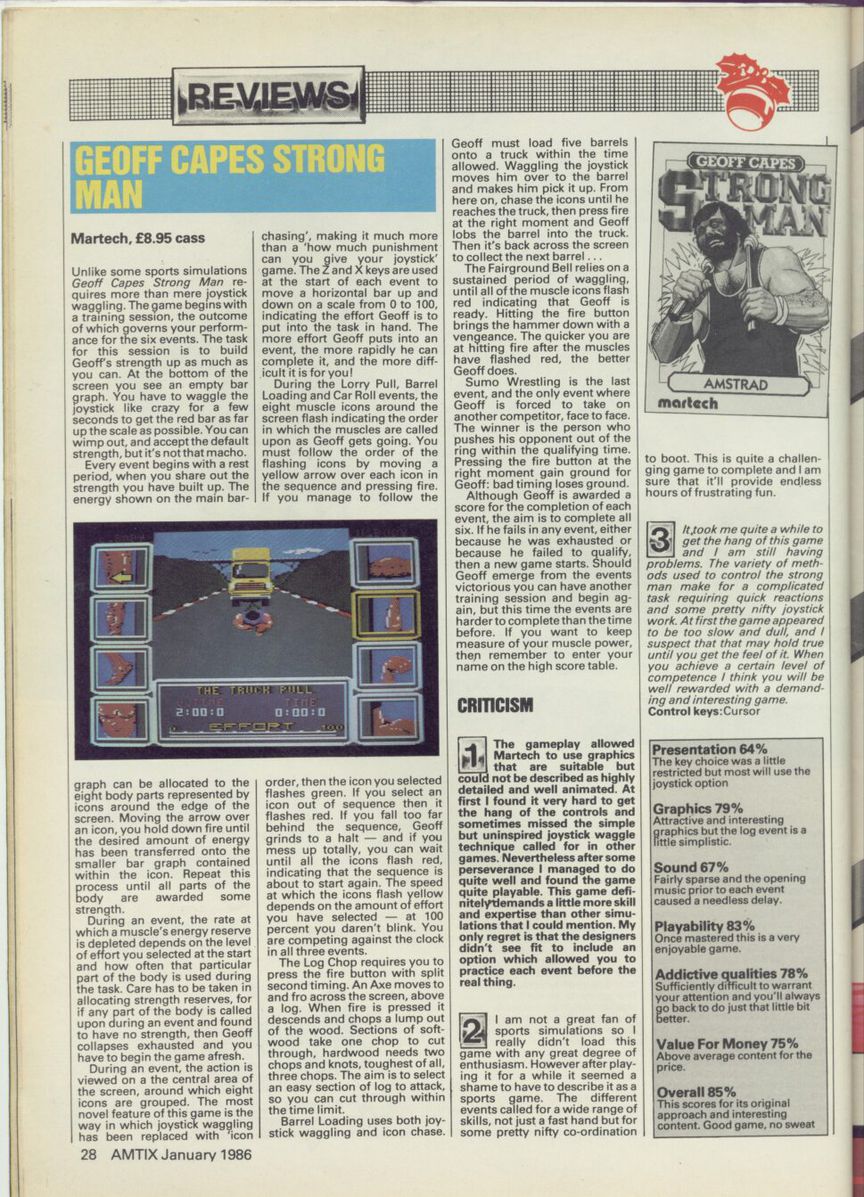 REVIEWS
GEOFF CAPES STRONG
MAN
Martech, £8.95 cass
Unlike some sports simulations
Geoff Capes Strong Man re-
quires more than mere joystick
waggling. The game begins with
a training session, the outcome
of which governs your perform-
ance for the six events. The task
for this session is to build
Geoff's strength up as much as
you can. At the bottom of the
screen you see an empty bar
graph. You have to waggle the
joystick like crazy for a few
seconds to get the red bar as far
up the scale as possible. You can
wimp out, and accept the default
strength, but it's not that macho.
Every event begins with a rest
period, when you share out the
strength you have built up. The
energy shown on the main bar-
graph can be allocated to the
eight body parts represented by
icons around the edge of the
screen. Moving the arrow over
an icon, you hold down fire until
the desired amount of energy
has been transferred onto the
smaller bar graph contained
within the icon. Repeat this
process until all parts of the
body are awarded some
strength.
During an event, the rate at
which a muscle's energy reserve
is depleted depends on the level
of effort you selected at the start
and how often that particular
part of the body is used during
the task. Care has to be taken in
allocating strength reserves, for
if any part of the body is called
upon during an event and found
to have no strength, then Geoff
collapses exhausted and you
have to begin the game afresh.
During an event, the action is
viewed on a the central area of
the screen, around which eight
icons are grouped. The most
novel feature of this game is the
way in which joystick waggling
has been replaced with 'icon
chasing', making it much more
than a 'how much punishment
can you give your joystick'
game. The Z and X keys are used
at the start of each event to
move a horizontal bar up and
down on a scale from 0 to 100,
indicating the effort Geoff is to
put into the task in hand. The
more effort Geoff puts into an
event, the more rapidly he can
complete it, and the more diff-
icult it is for you!
During the Lorry Pull, Barrel
Loading and Car Roll events, the
eight muscle icons around the
screen flash indicating the order
in which the muscles are called
upon as Geoff gets going. You
must follow the order of the
flashing icons by moving a
yellow arrow over each icon in
the sequence and pressing fire.
If you manage to follow the
THE TRUCK PULL
TIME
2:00:0
0:00:0
0
EFFORT
100
order, then the icon you selected
flashes green. If you select an
icon out of sequence then it
flashes red. If you fall too far
behind the sequence, Geoff
grinds to a halt — and if you
mess up totally, you can wait
until all the icons flash red,
indicating that the sequence is
about to start again. The speed
at which the icons flash yellow
depends on the amount of effort
you have selected — at 100
percent you daren't blink. You
are competing against the clock
in all three events.
The Log Chop requires you to
press the fire button with split
second timing. An Axe moves to
and fro across the screen, above
a log. When fire is pressed it
descends and chops a lump out
of the wood. Sections of soft-
wood take one chop to cut
through, hardwood needs two
chops and knots, toughest of all,
three chops. The aim is to select
an easy section of log to attack,
so you can cut through within
the time limit.
Barrel Loading uses both joy-
stick waggling and icon chase.
Geoff must load five barrels
onto a truck within the time
allowed. Waggling the joystick
moves him over to the barrel
and makes him pick it up. From
here on, chase the icons until he
reaches the truck, then press fire
at the right moment and Geoff
lobs the barrel into the truck.
Then it's back across the screen
to collect the next barrel . . .
The Fairground Bell relies on a
sustained period of waggling,
until all of the muscle icons flash
red indicating that Geoff is
ready. Hitting the fire button
brings the hammer down with a
vengeance. The quicker you are
at hitting fire after the muscles
have flashed red, the better
Geoff does.
Sumo Wrestling is the last
event, and the only event where
Geoff is forced to take on
another competitor, face to face.
The winner is the person who
pushes his opponent out of the
ring within the qualifying time.
Pressing the fire button at the
right moment gain ground for
Geoff: bad timing loses ground.
Although Geoff is awarded a
score for the completion of each
event, the aim is to complete all
six. If he fails in any event, either
because he was exhausted or
because he failed to qualify,
then a new game starts. Should
Geoff emerge from the events
victorious you can have another
training session and begin ag-
ain, but this time the events are
harder to complete than the time
before. If you want to keep
measure of your muscle power,
then remember to enter your
name on the high score table.
CRITICISM
1
The gameplay allowed
Martech to use graphics
that are suitable but
could not be described as highly
detailed and well animated. At
first I found it very hard to get
the hang of the controls and
sometimes missed the simple
but uninspired joystick waggle
technique called for in other
games. Nevertheless after some
perseverance I managed to do
quite well and found the game
quite playable. This game defi-
nitely demands a little more skill
and expertise than other simu-
lations that I could mention. My
only regret is that the designers
didn't see fit to include an
option which allowed you to
practice each event before the
real thing.
2
I am not a great fan of
sports simulations so I
really didn't load this
game with any great degree of
enthusiasm. However after play-
ing it for a while it seemed a
shame to have to describe it as a
sports game. The different
events called for a wide range of
skills, not just a fast hand but for
some pretty nifty co-ordination
GEOFF CAPES
STRONG
MAN
AMSTRAD
martech
to boot. This is quite a challen-
ging game to complete and I am
sure that it'll provide endless
hours of frustrating fun.
3
It took me quite a while to
get the hang of this game
and I am still having
problems. The variety of meth-
ods used to control the strong
man make for a complicated
task requiring quick reactions
and some pretty nifty joystick
work. At first the game appeared
to be too slow and dull, and I
suspect that that may hold true
until you get the feel of it. When
you achieve a certain level of
competence I think you will be
well rewarded with a demand-
ing and interesting game.
Control keys:Cursor
Presentation 64%
The key choice was a little
restricted but most will use the
joystick option
Graphics 79%
Attractive and interesting
graphics but the log event is a
little simplistic.
Sound 67%
Fairly sparse and the opening
music prior to each event
caused a needless delay.
Playability 83%
Once mastered this is a very
enjoyable game.
Addictive qualities 78%
Sufficiently difficult to warrant
your attention and you'll always
go back to do just that little bit
better.
Value For Money 75%
Above average content for the
price.
Overall 85%
This scores for its original
approach and interesting
content. Good game, no sweat
28 AMTIX January 1986